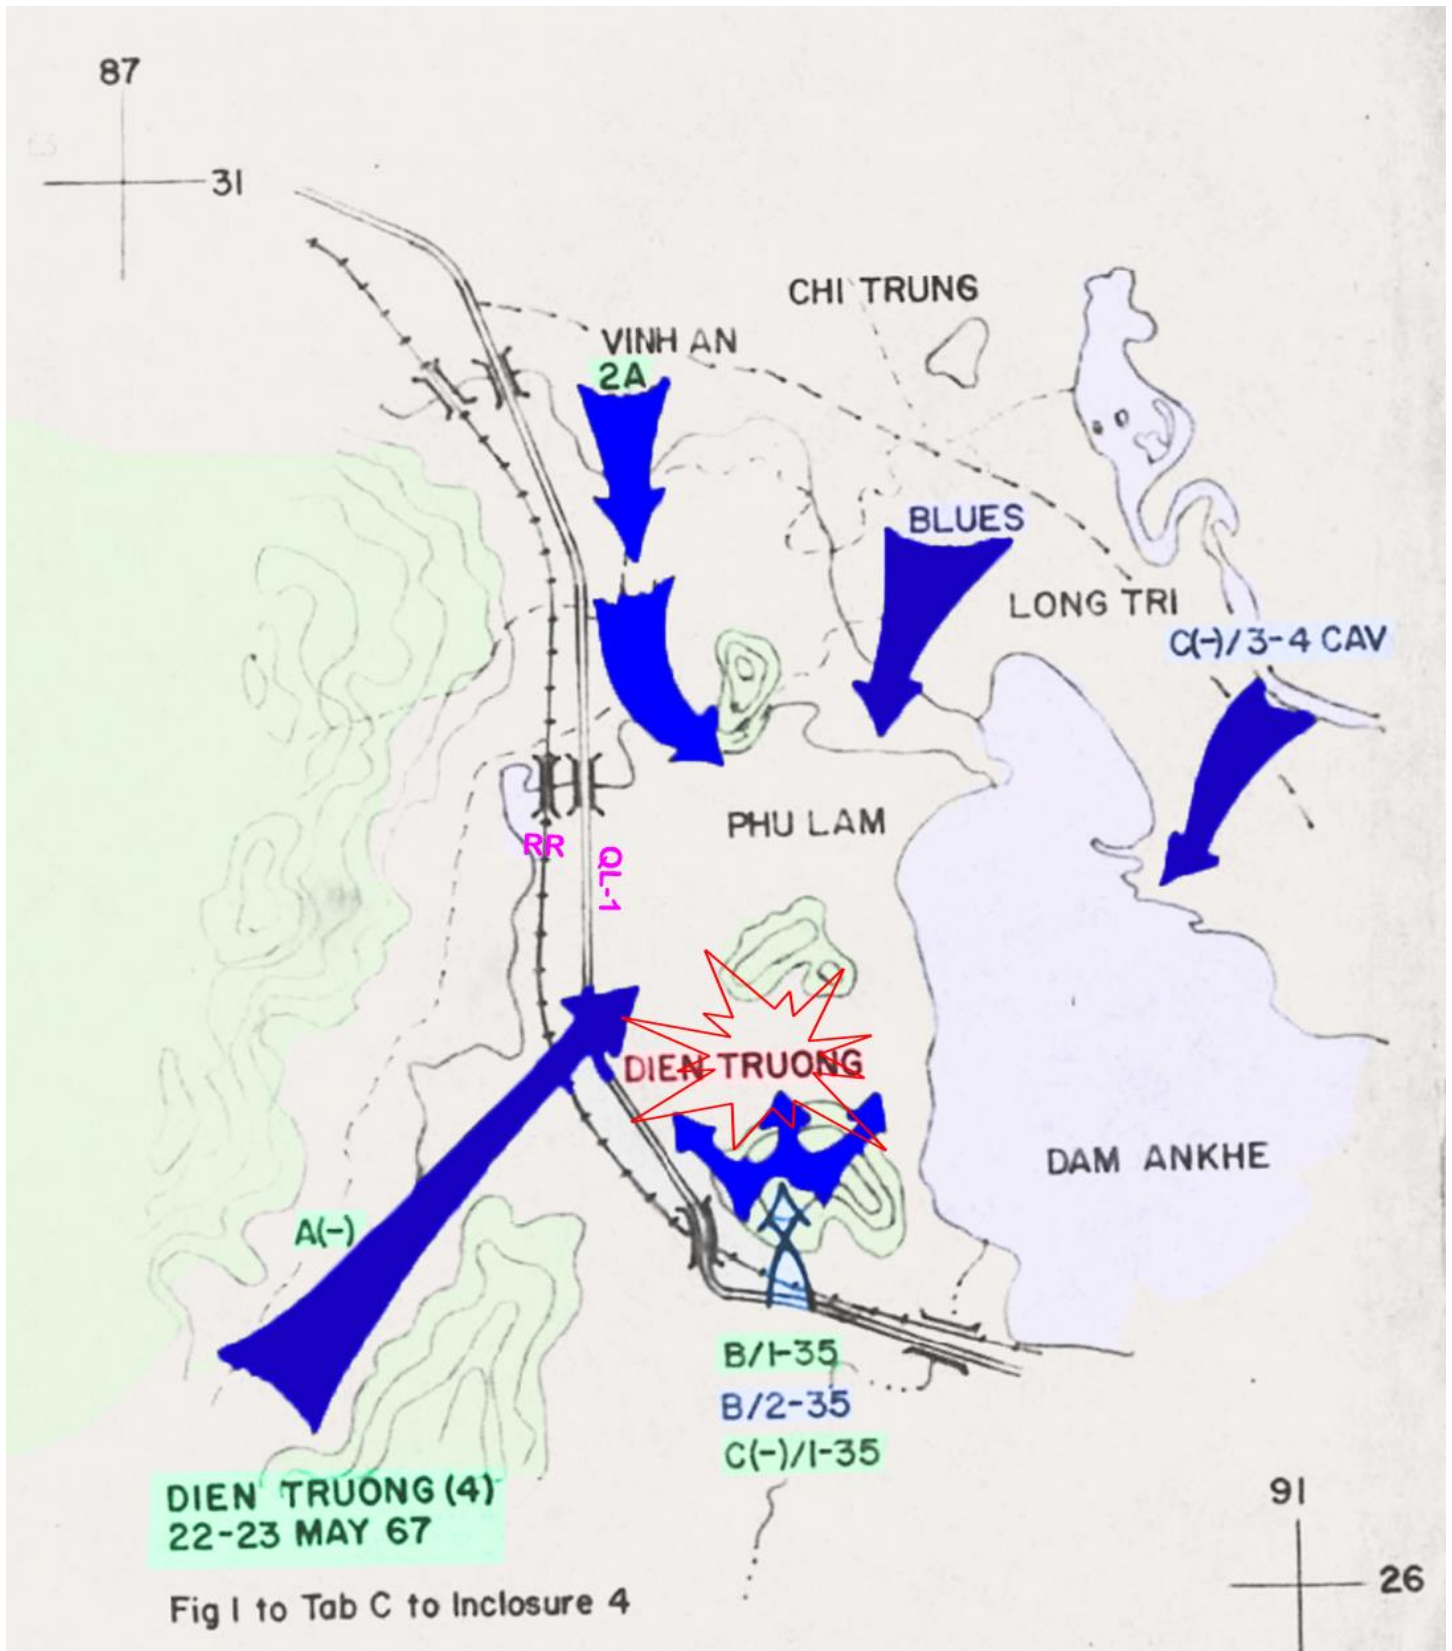 87
31
CHI TRUNG
VINH AN
2A
BLUES
LONG TRI
C(-)/3-4 CAV
PHU LAM
RR
QL-1
DIEN TRUONG
DAM ANKHE
A(-)
B/1-35
B/2-35
C(-)/1-35
DIEN TRUONG (4)
22-23 MAY 67
91
26
Fig 1 to Tab C to Inclosure 4